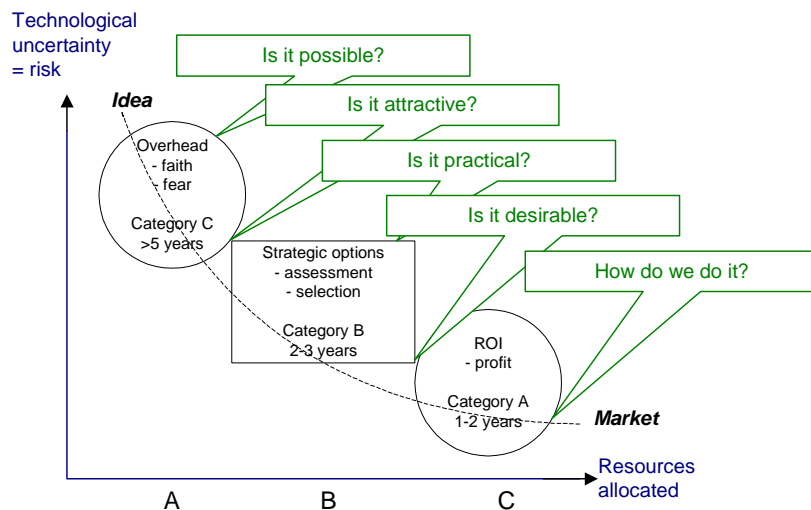 Technological
uncertainty
= risk
Is it possible?
Idea
Is it attractive?
Overhead
- faith
- fear
Is it practical?
Category C
>5 years
Is it desirable?
Strategic options
- assessment
- selection
How do we do it?
Category B
2-3 years
ROI
- profit
Category A
1-2 years
Market
Resources
allocated
A
B
C